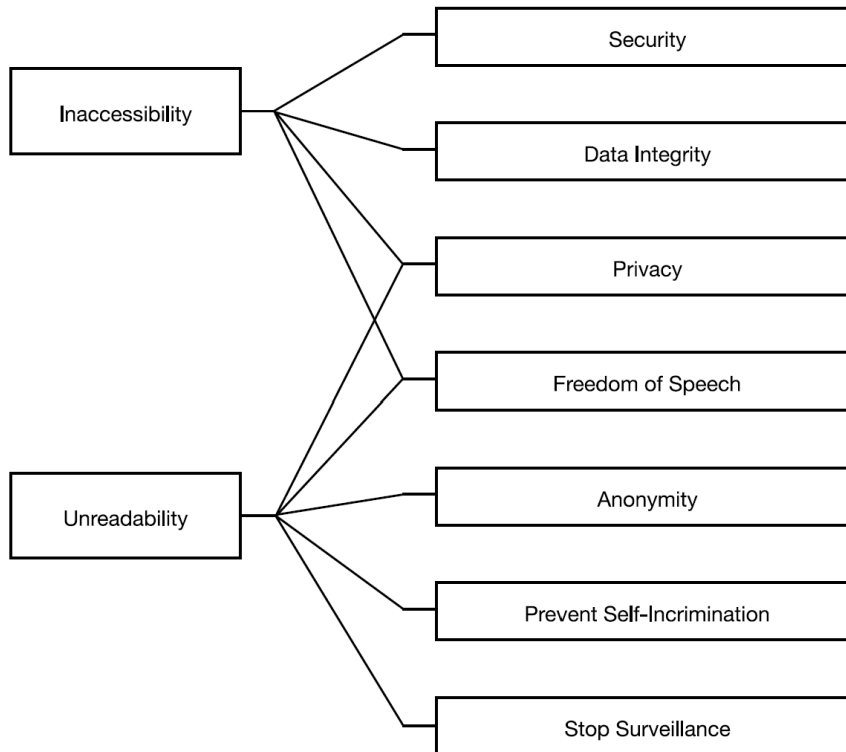 Security
Inaccessibility
Data Integrity
Privacy
Freedom of Speech
Anonymity
Unreadability
Prevent Self-Incrimination
Stop Surveillance